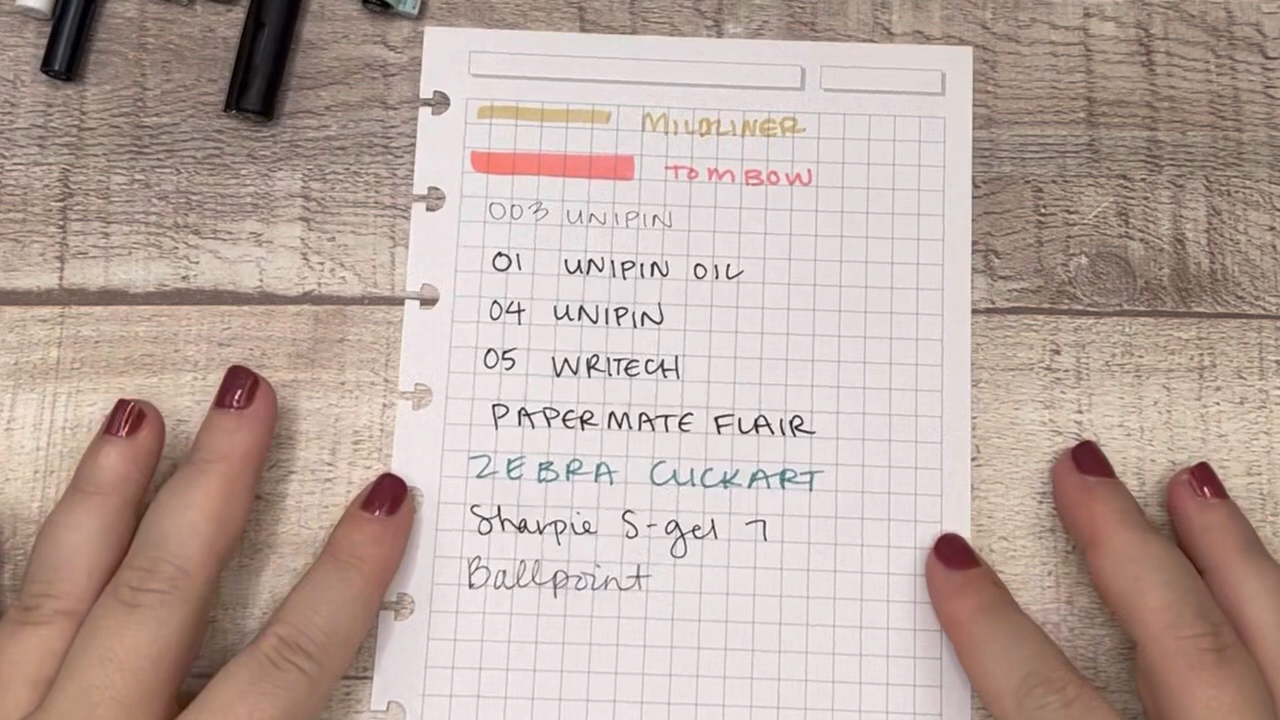 MILDLINER
TOMBOW
003 UNIPIN
01 UNIPIN OIL
04 UNIPIN
05 WRITECH
PAPERMATE FLAIR
ZEBRA CLICKART
Sharpie S-gel 7
Ballpoint